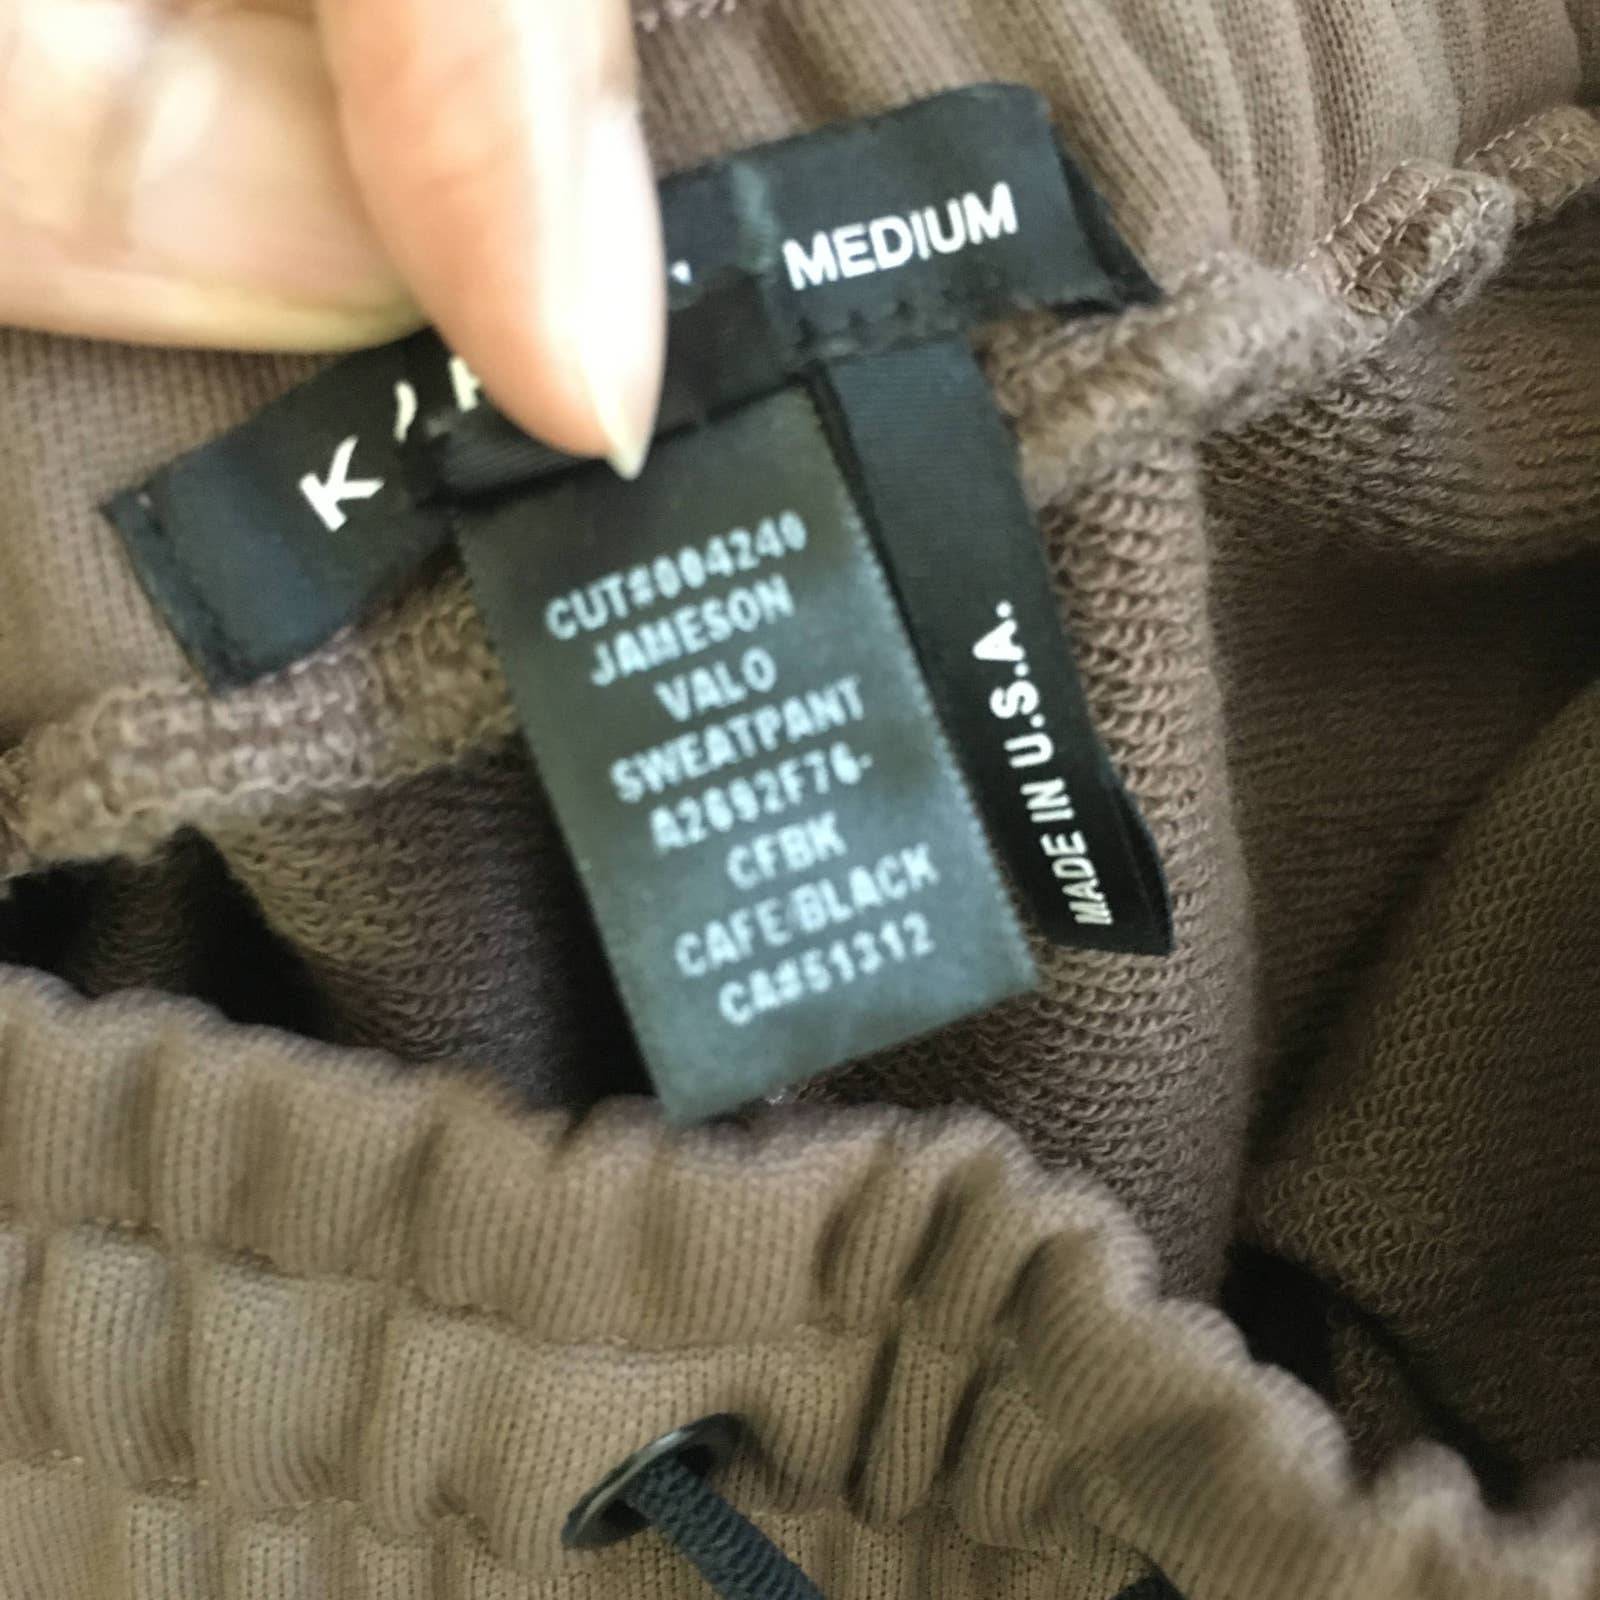 MEDIUM
K
CUT#004240
JAMESON
VALO
SWEATPANT
A2692F76-
CFBK
CAFE/BLACK
CA#51312
MADE IN U.S.A.